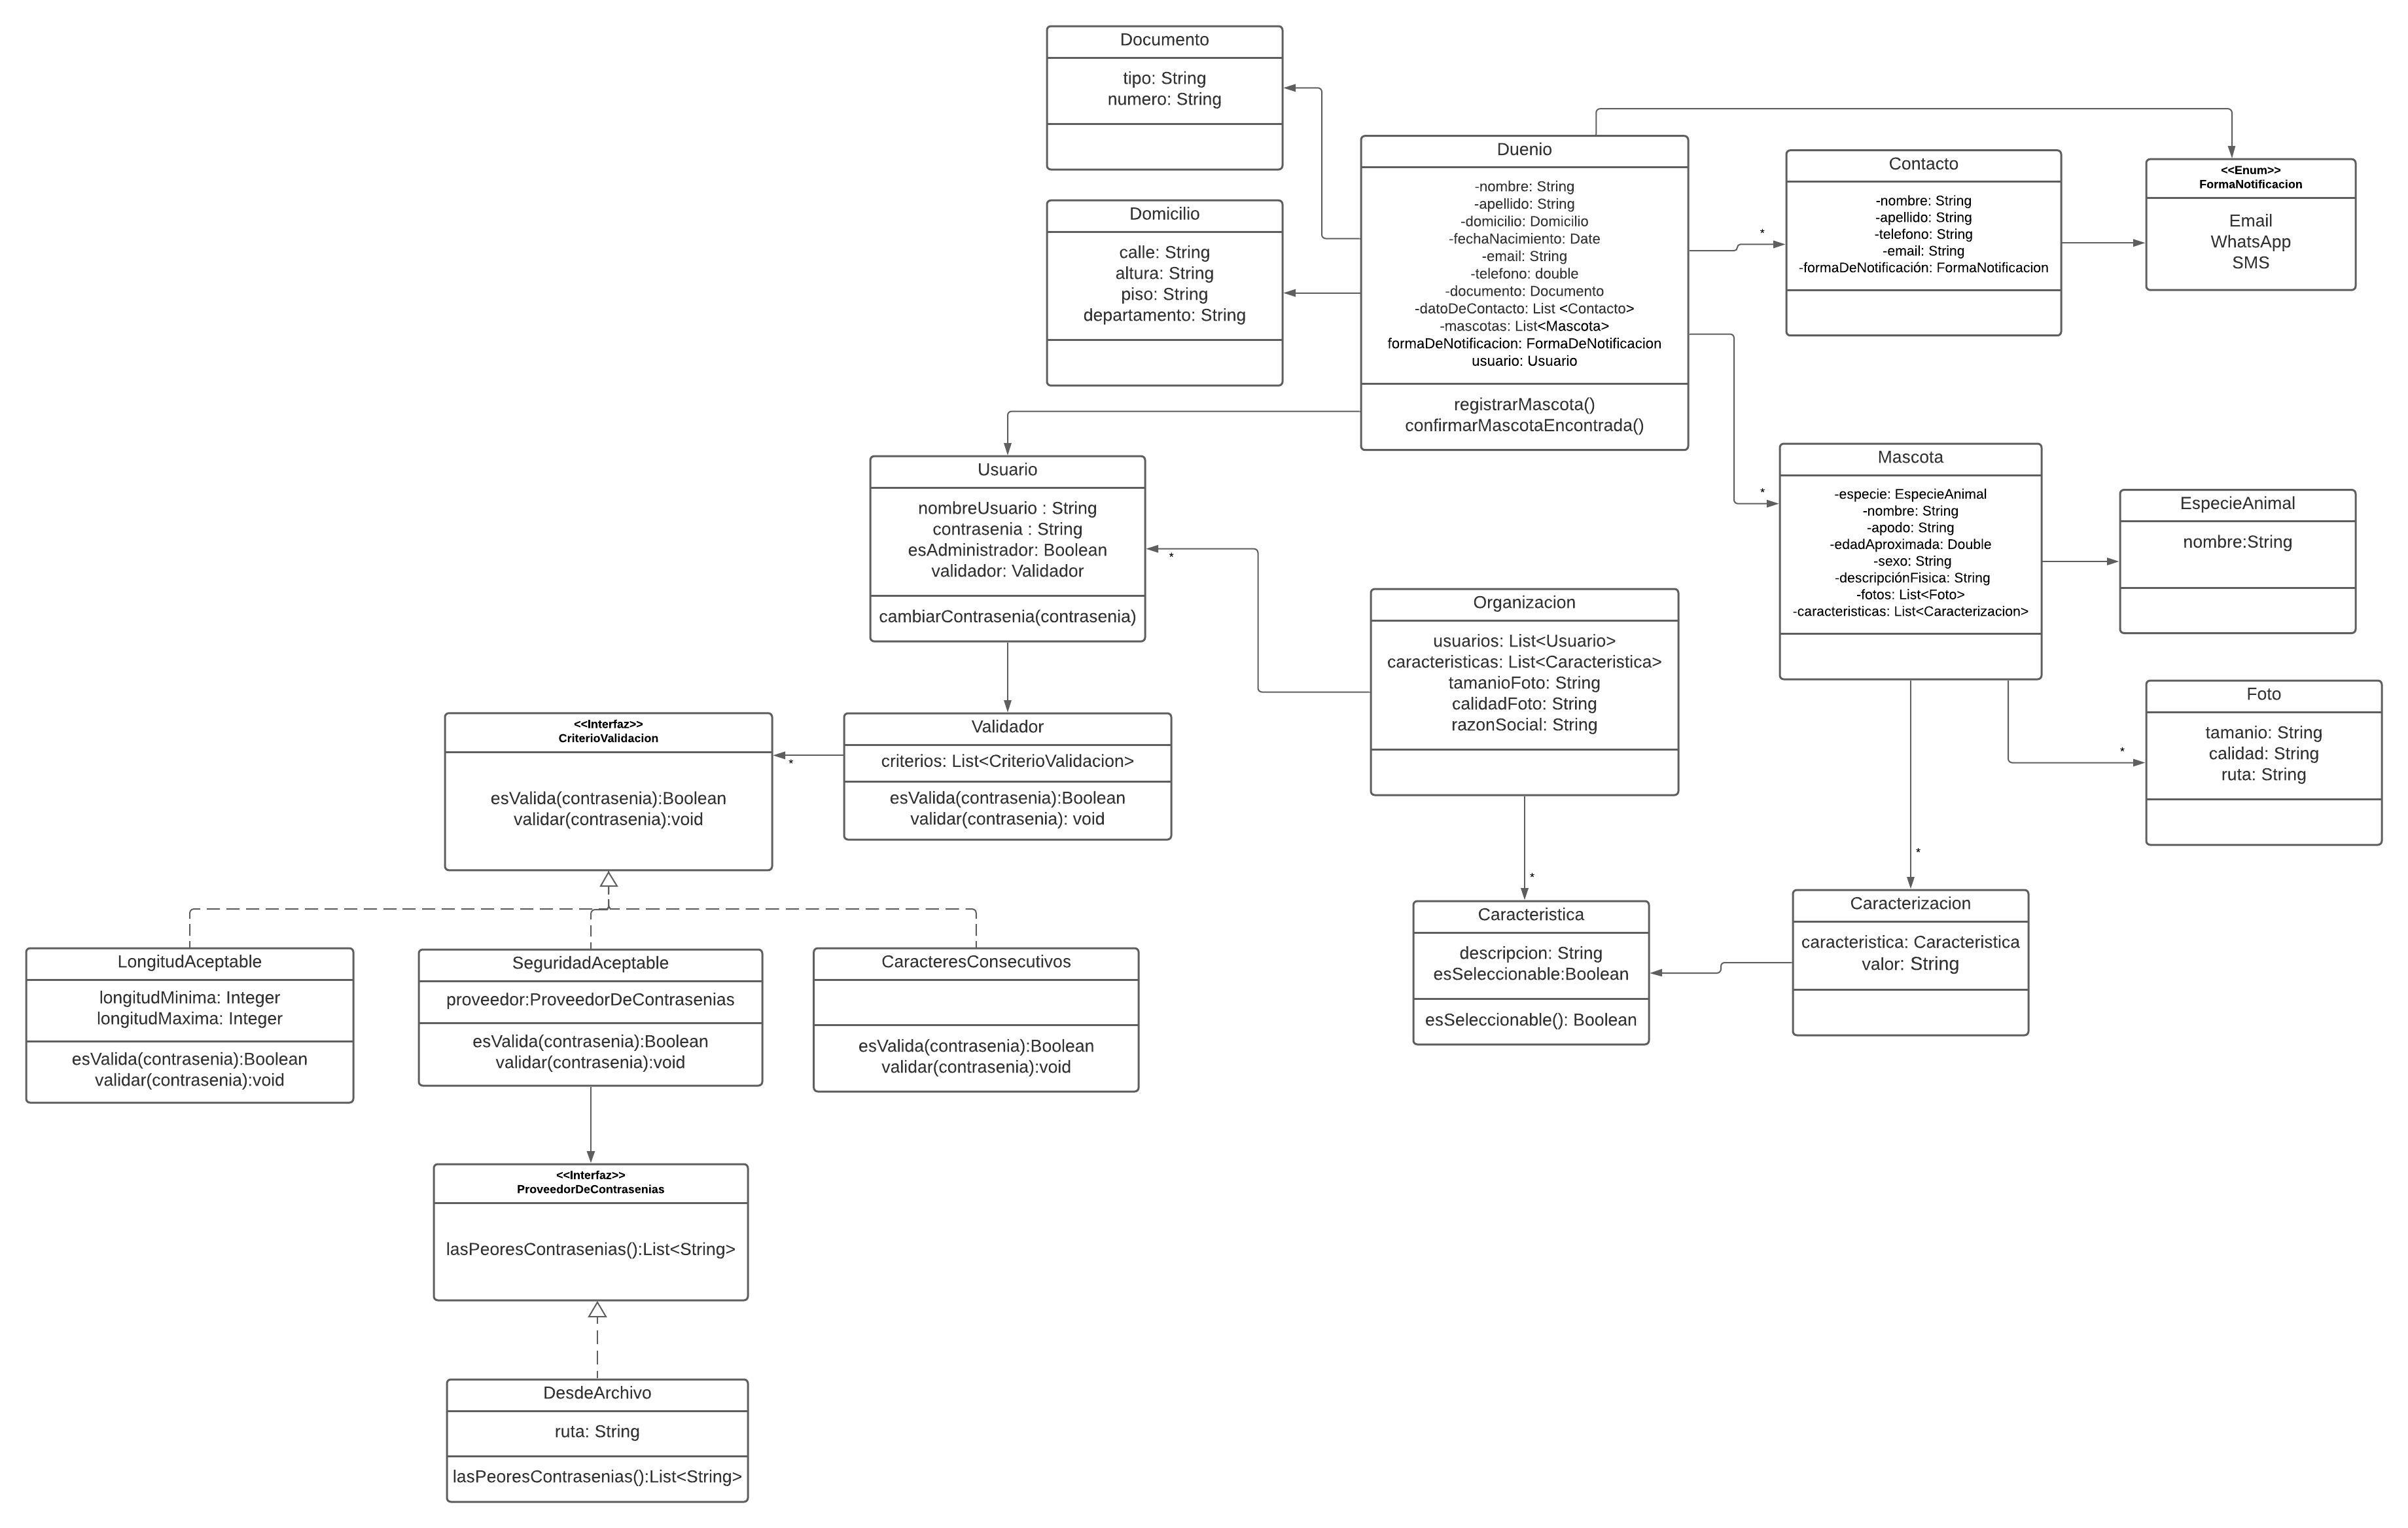 Documento
tipo: String
numero: String
Domicilio
calle: String
altura: String
piso: String
departamento: String
Duenio
-nombre: String
-apellido: String
-domicilio: Domicilio
-fechaNacimiento: Date
-email: String
-telefono: double
-documento: Documento
-datoDeContacto: List <Contacto>
-mascotas: List<Mascota>
formaDeNotificacion: FormaDeNotificacion
usuario: Usuario
registrarMascota()
confirmarMascotaEncontrada()
*
Contacto
-nombre: String
-apellido: String
-telefono: String
-email: String
-formaDeNotificación: FormaNotificacion
<<Enum>>
FormaNotificacion
Email
WhatsApp
SMS
Usuario
nombreUsuario : String
contrasenia : String
esAdministrador: Boolean
validador: Validador
cambiarContrasenia(contrasenia)
*
*
Mascota
-especie: EspecieAnimal
-nombre: String
-apodo: String
-edadAproximada: Double
-sexo: String
-descripciónFisica: String
-fotos: List<Foto>
-caracteristicas: List<Caracterizacion>
EspecieAnimal
nombre:String
Organizacion
usuarios: List<Usuario>
caracteristicas: List<Caracteristica>
tamanioFoto: String
calidadFoto: String
razonSocial: String
Foto
tamanio: String
calidad: String
ruta: String
*
<<Interfaz>>
CriterioValidacion
esValida(contrasenia):Boolean
validar(contrasenia):void
*
Validador
criterios: List<CriterioValidacion>
esValida(contrasenia):Boolean
validar(contrasenia): void
*
*
Caracteristica
descripcion: String
esSeleccionable:Boolean
esSeleccionable(): Boolean
Caracterizacion
caracteristica: Caracteristica
valor: String
LongitudAceptable
longitudMinima: Integer
longitudMaxima: Integer
esValida(contrasenia):Boolean
validar(contrasenia):void
SeguridadAceptable
proveedor:ProveedorDeContrasenias
esValida(contrasenia):Boolean
validar(contrasenia):void
CaracteresConsecutivos
esValida(contrasenia):Boolean
validar(contrasenia):void
<<Interfaz>>
ProveedorDeContrasenias
lasPeoresContrasenias():List<String>
DesdeArchivo
ruta: String
lasPeoresContrasenias():List<String>